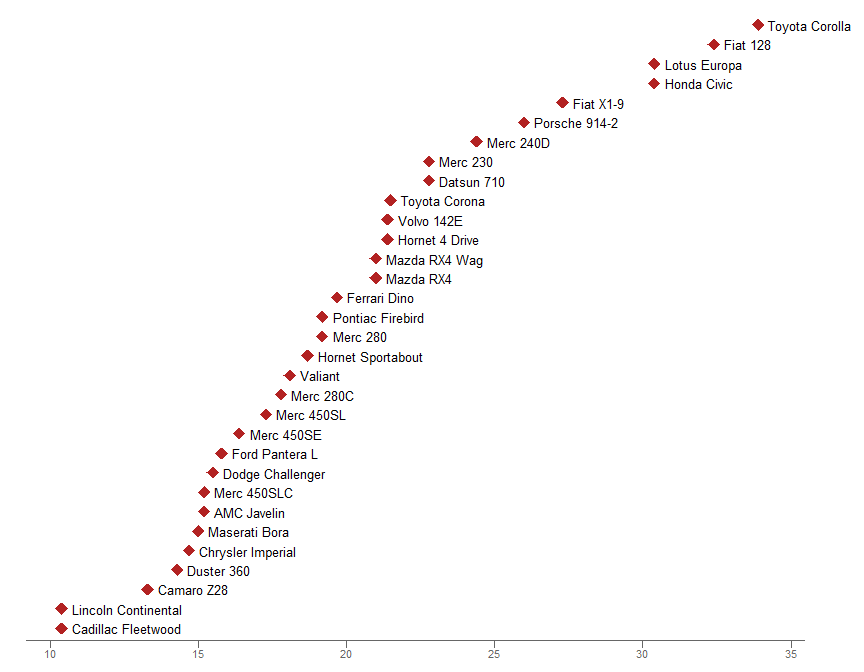 Toyota Corolla
Fiat 128
Lotus Europa
Honda Civic
Fiat X1-9
Porsche 914-2
Merc 240D
Merc 230
Datsun 710
Toyota Corona
Volvo 142E
Hornet 4 Drive
Mazda RX4 Wag
Mazda RX4
Ferrari Dino
Pontiac Firebird
Merc 280
Hornet Sportabout
Valiant
Merc 280C
Merc 450SL
Merc 450SE
Ford Pantera L
Dodge Challenger
Merc 450SLC
AMC Javelin
Maserati Bora
Chrysler Imperial
Duster 360
Camaro Z28
Lincoln Continental
Cadillac Fleetwood
10 15 20 25 30 35